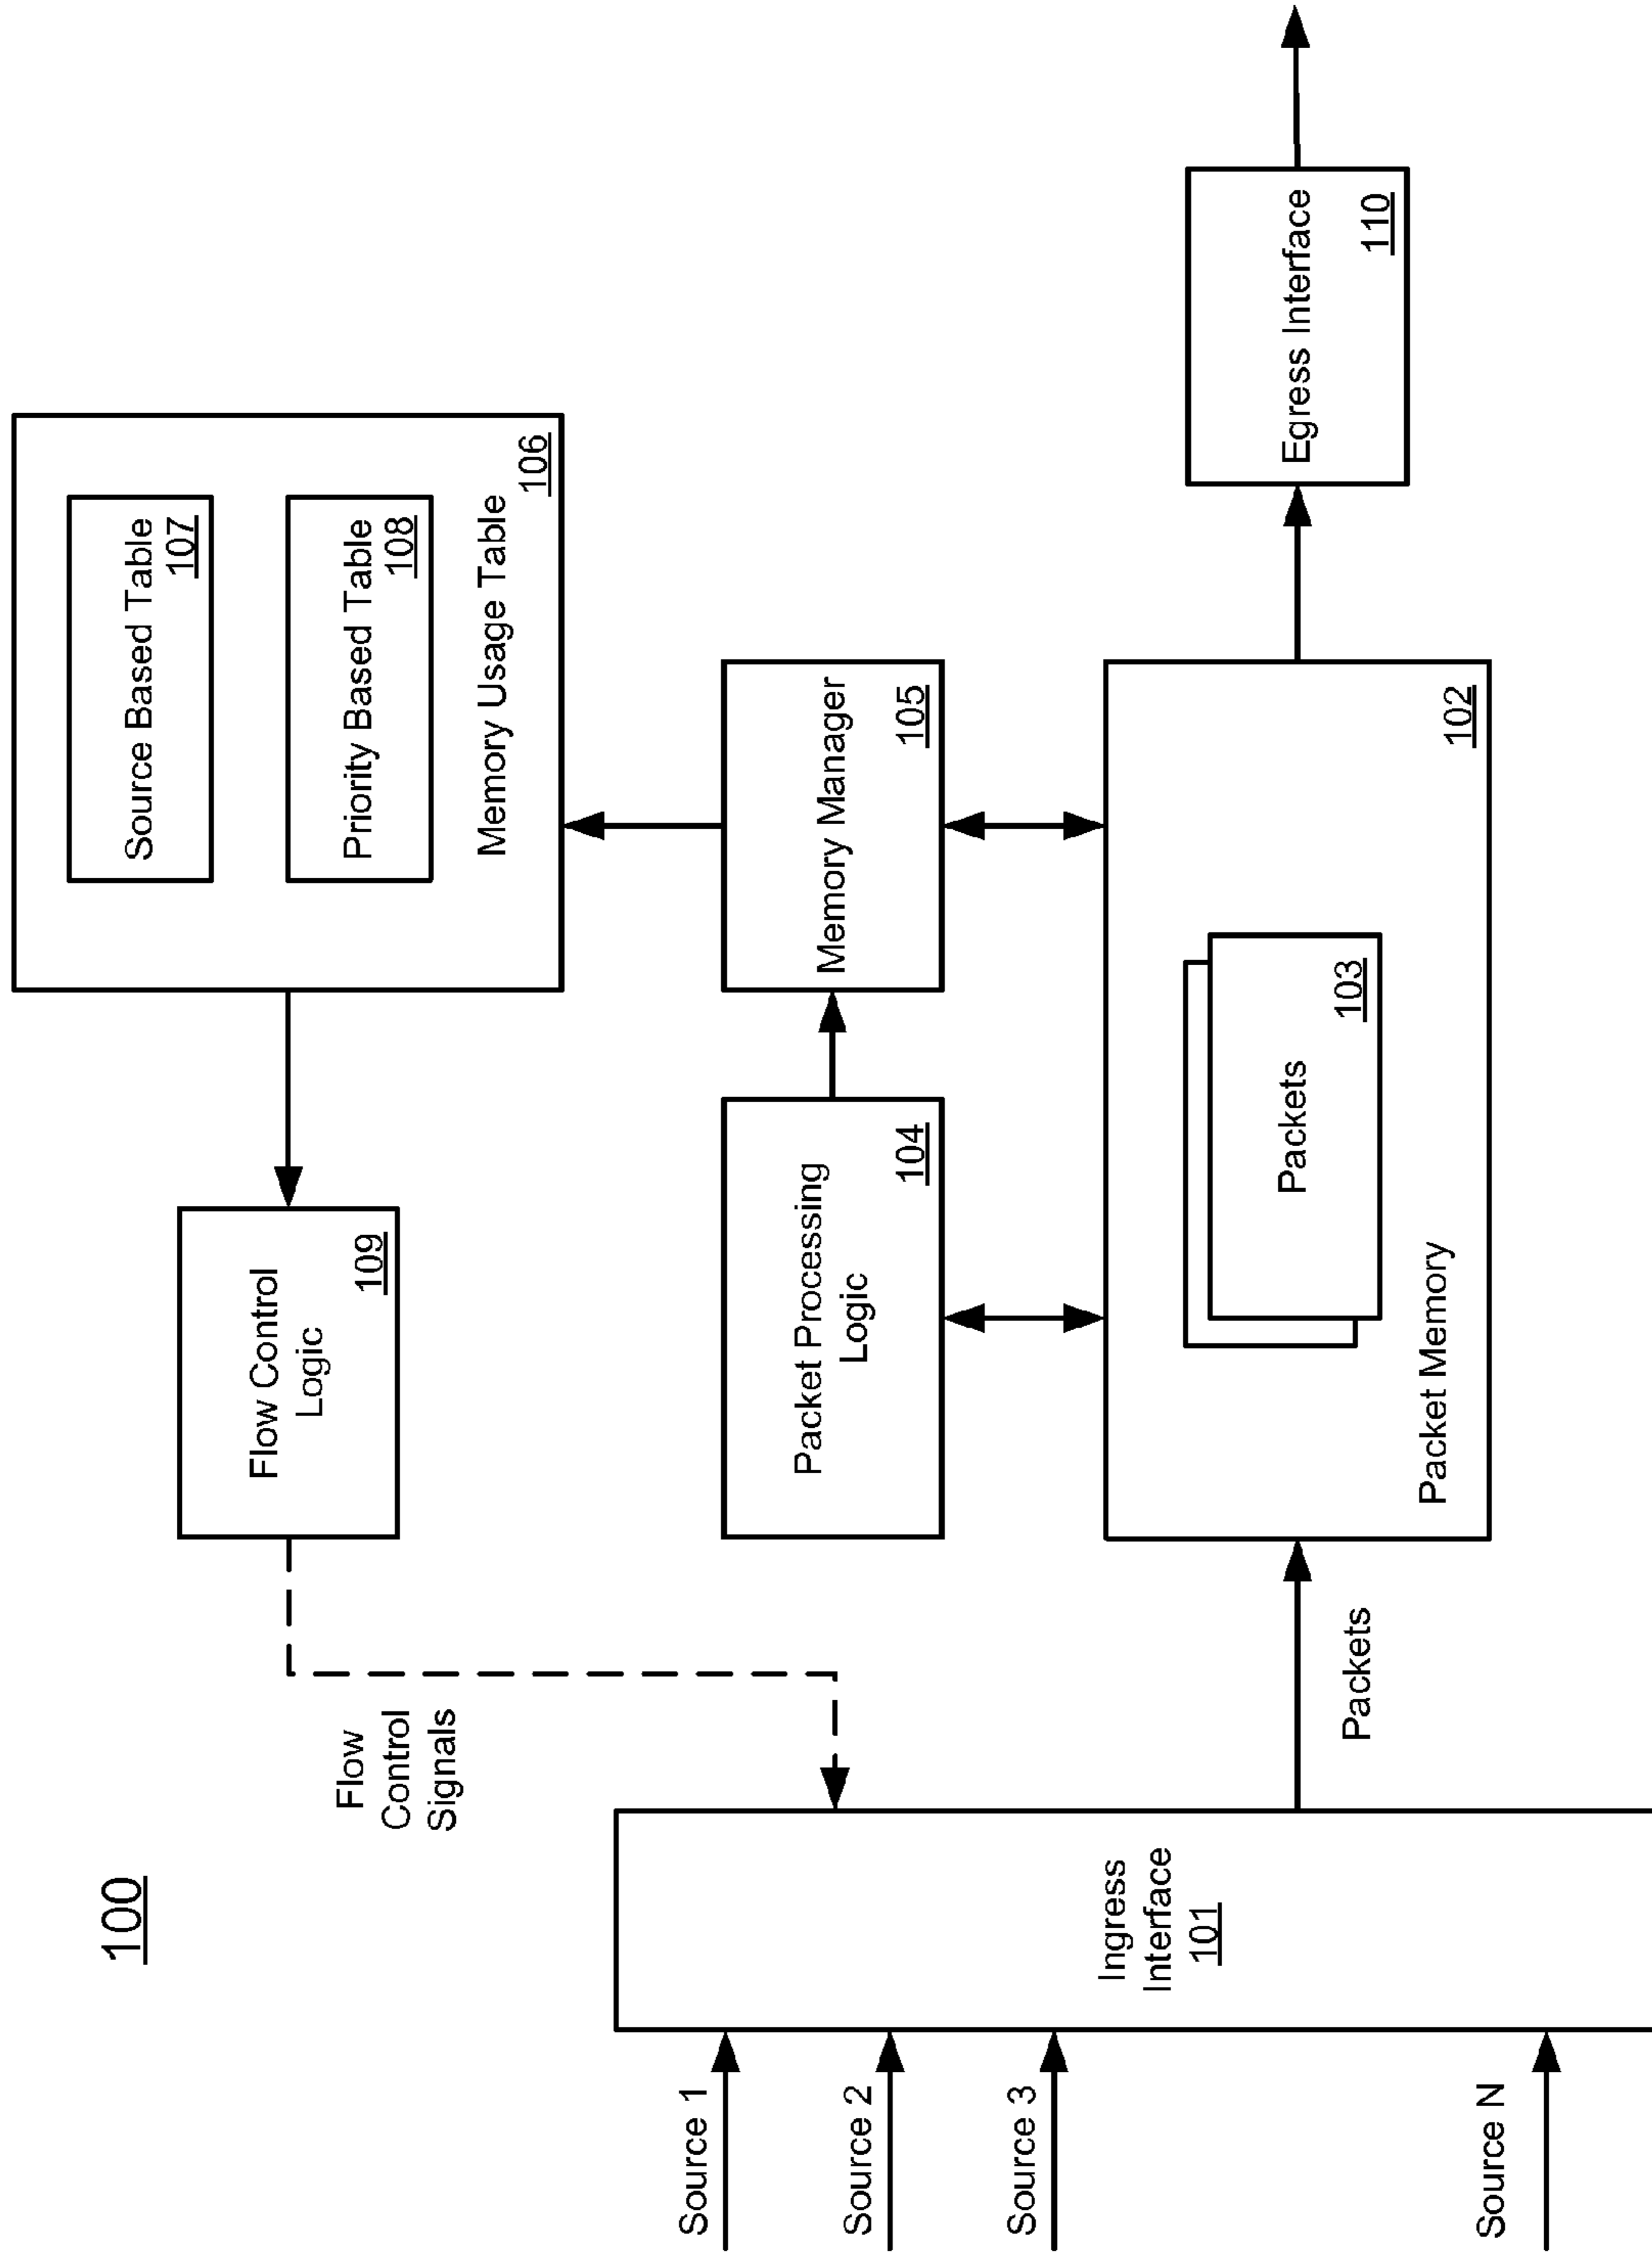 100
Source Based Table
107
Priority Based Table
108
Memory Usage Table
106
Flow Control
Logic
109
Flow
Control
Signals
Packet Processing
Logic
104
Memory Manager
105
Source 1
Source 2
Source 3
Source N
Ingress
Interface
101
Packets
Packets
103
Packet Memory
102
Egress Interface
110